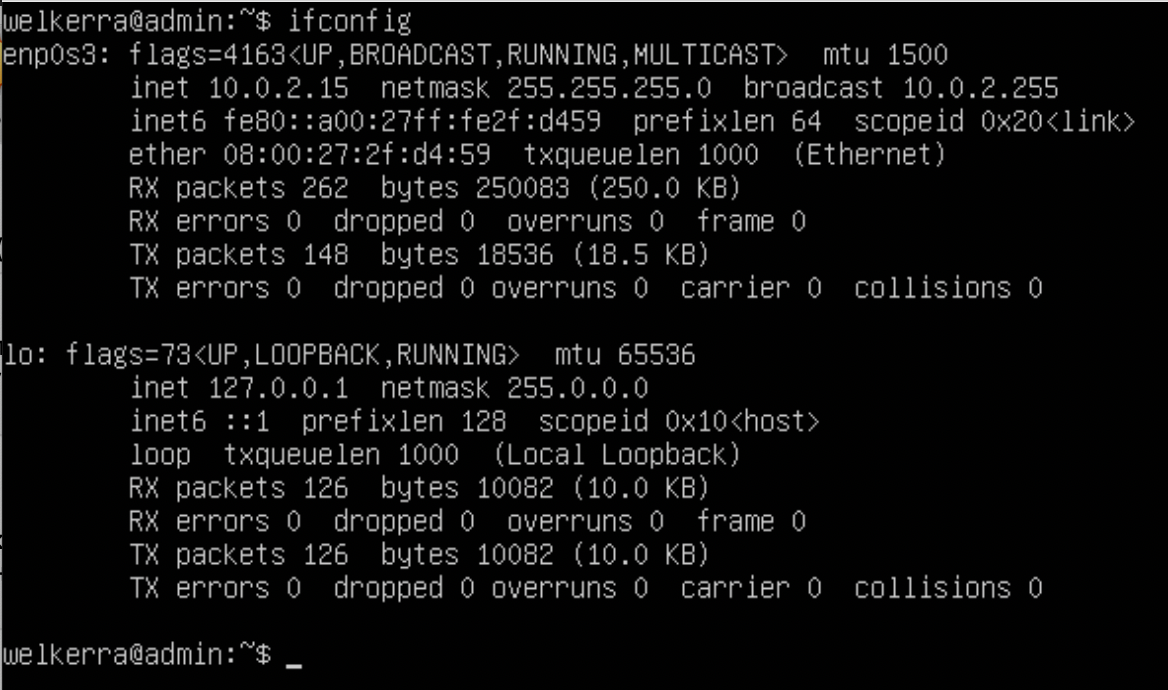 welkerra@admin:~$ ifconfig
enp0s3: flags=4163<UP,BROADCAST,RUNNING,MULTICAST>  mtu 1500
        inet 10.0.2.15  netmask 255.255.255.0  broadcast 10.0.2.255
        inet6 fe80::a00:27ff:fe2f:d459  prefixlen 64  scopeid 0x20<link>
        ether 08:00:27:2f:d4:59  txqueuelen 1000  (Ethernet)
        RX packets 262  bytes 250083 (250.0 KB)
        RX errors 0  dropped 0  overruns 0  frame 0
        TX packets 148  bytes 18536 (18.5 KB)
        TX errors 0  dropped 0 overruns 0  carrier 0  collisions 0

lo: flags=73<UP,LOOPBACK,RUNNING>  mtu 65536
        inet 127.0.0.1  netmask 255.0.0.0
        inet6 ::1  prefixlen 128  scopeid 0x10<host>
        loop  txqueuelen 1000  (Local Loopback)
        RX packets 126  bytes 10082 (10.0 KB)
        RX errors 0  dropped 0  overruns 0  frame 0
        TX packets 126  bytes 10082 (10.0 KB)
        TX errors 0  dropped 0 overruns 0  carrier 0  collisions 0

welkerra@admin:~$ _